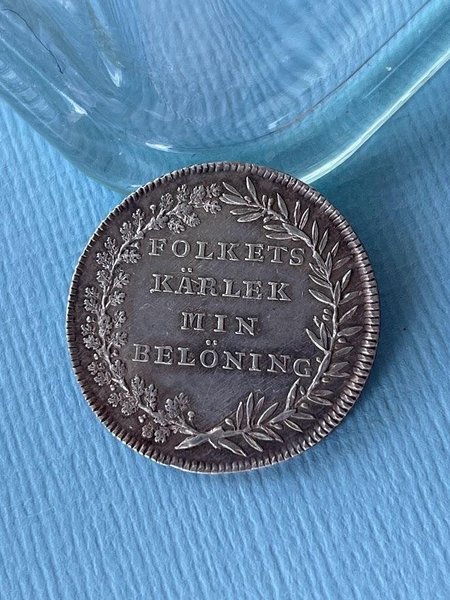 FOLKETS
KÄRLEK
MIN
BELÖNING